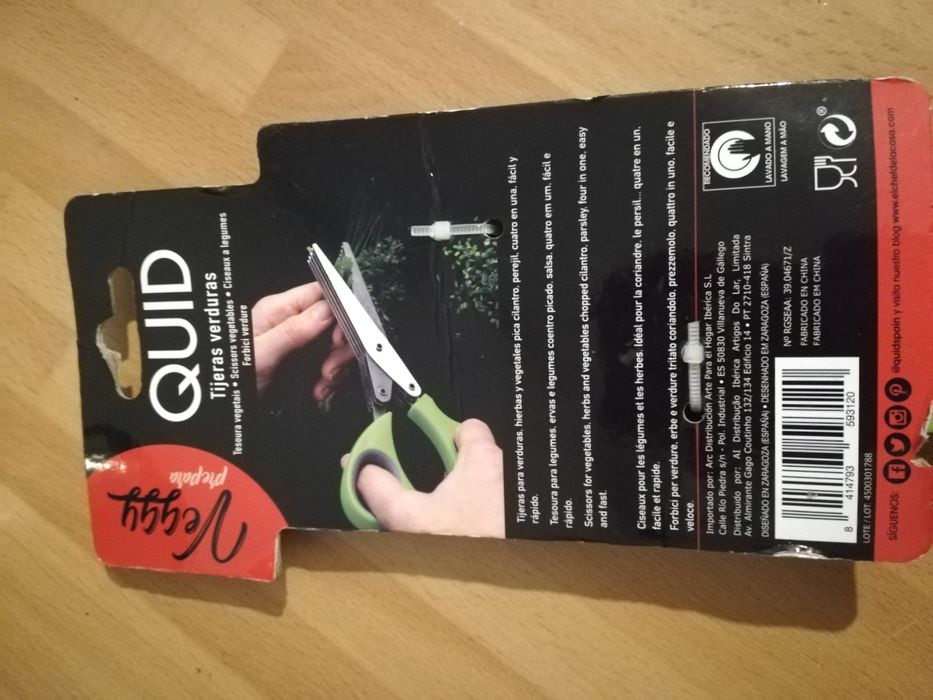 QUID
Tijeras verduras
Tesoura vegetais • Scissors vegetables • Ciseaux a legumes
Forbici verdure
Veggy
prepara
Tijeras para verduras, hierbas y vegetales pica cilantro, perejil, cuatro en una, fácil y
rápido.
Tesoura para legumes, ervas e legumes coentro picado, salsa, quatro em um, fácil e
rápido.
Scissors for vegetables, herbs and vegetables chopped cilantro, parsley, four in one, easy
and fast.
Ciseaux pour les légumes et les herbes, idéal pour la coriandre, le persil... quatre en un,
facile et rapide.
Forbici per verdure, erbe e verdure tritato coriandolo, prezzemolo, quattro in uno, facile e
veloce.
Importado por: Arc Distribución Arte Para el Hogar Ibérica S.L
Calle Río Piedra s/n - Pol. Industrial • ES 50830 Villanueva de Gállego
Distribuido por: AI Distribução Ibérica Artigos Do Lar, Limitada
Av. Almirante Gago Coutinho 132/134 Edificio 14 • PT 2710-418 Sintra
DISEÑADO EN ZARAGOZA (ESPAÑA) • DESENHADO EM ZARAGOZA (ESPAÑA)
RECOMENDADO
LAVADO A MANO
LAVAGEM A MÃO
Nº RGSEAA: 39.04671/Z
FABRICADO EN CHINA
FABRICADO EM CHINA
8 414793 593120
LOTE / LOT: 4500301788
SÍGUENOS: @quidspain y visita nuestro blog www.elchefdelacasa.com